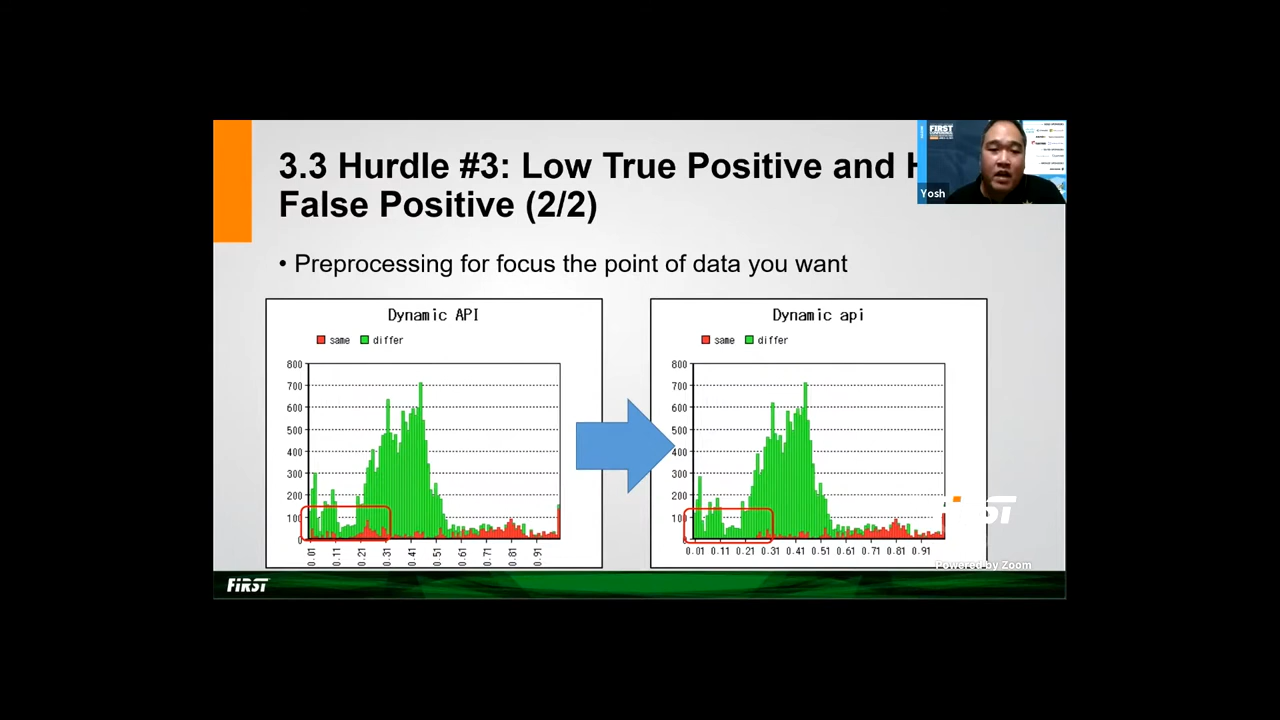 3.3 Hurdle #3: Low True Positive and H
False Positive (2/2)
FIRST
Yosh
• Preprocessing for focus the point of data you want
Dynamic API
same differ
800
700
600
500
400
300
200
100
0
0.01 0.11 0.21 0.31 0.41 0.51 0.61 0.71 0.81 0.91
Dynamic api
same differ
800
700
600
500
400
300
200
100
0
0.01 0.11 0.21 0.31 0.41 0.51 0.61 0.71 0.81 0.91
Powered by Zoom
FIRST